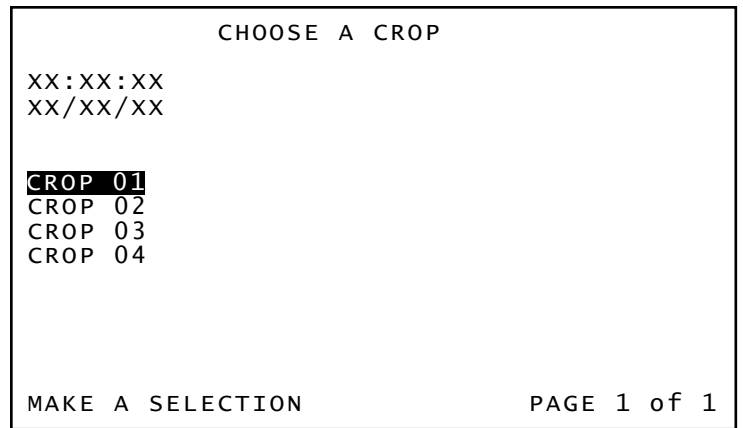 CHOOSE A CROP
XX:XX:XX
XX/XX/XX
CROP 01
CROP 02
CROP 03
CROP 04
MAKE A SELECTION PAGE 1 of 1